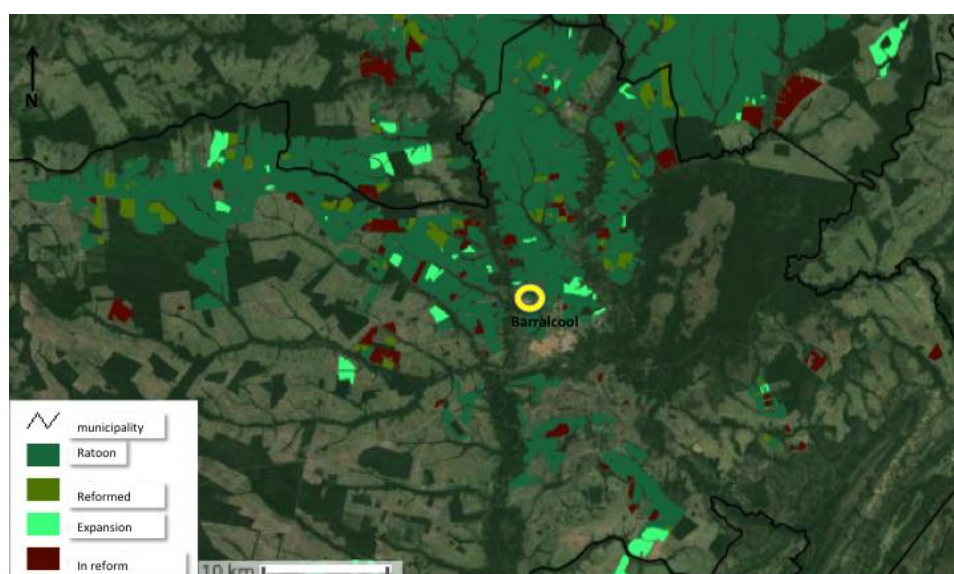 N
Barralcool
municipality
Ratoon
Reformed
Expansion
In reform
10 km